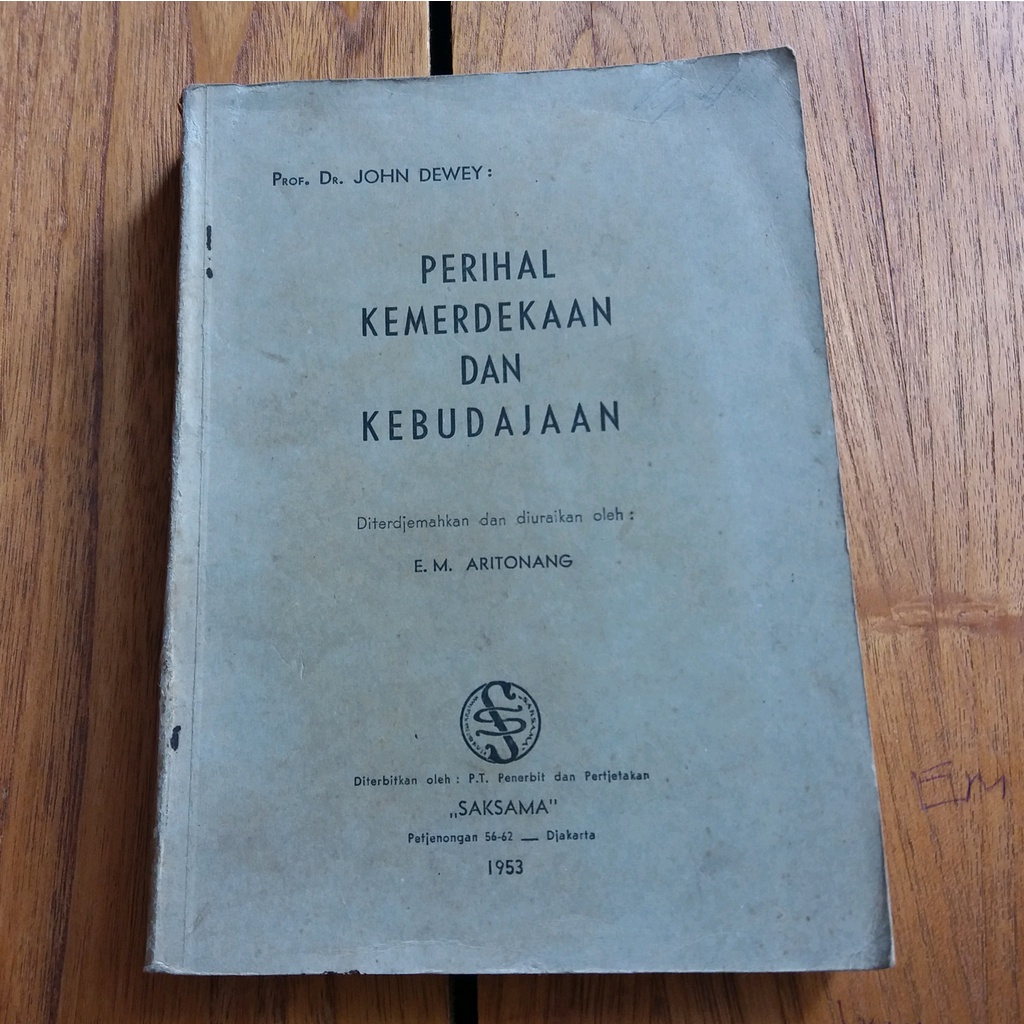 PROF. DR. JOHN DEWEY :
PERIHAL
KEMERDEKAAN
DAN
KEBUDAJAAN
Diterdjemahkan dan diuraikan oleh :
E. M. ARITONANG
Diterbitkan oleh : P.T. Penerbit dan Pertjetakan
„SAKSAMA"
Petjenongan 56-62 — Djakarta
1953